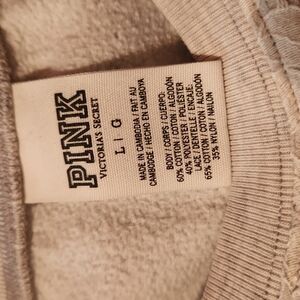 PINK
VICTORIA'S SECRET
L : G
MADE IN CAMBODIA / FAIT AU
CAMBODGE / HECHO EN CAMBOYA
BODY / CORPS / CUERPO:
60% COTTON / COTON / ALGODÓN
40% POLYESTER / POLIÉSTER
LACE / DENTELLE / ENCAJE:
65% COTTON / COTON / ALGODÓN
35% NYLON / NAILON